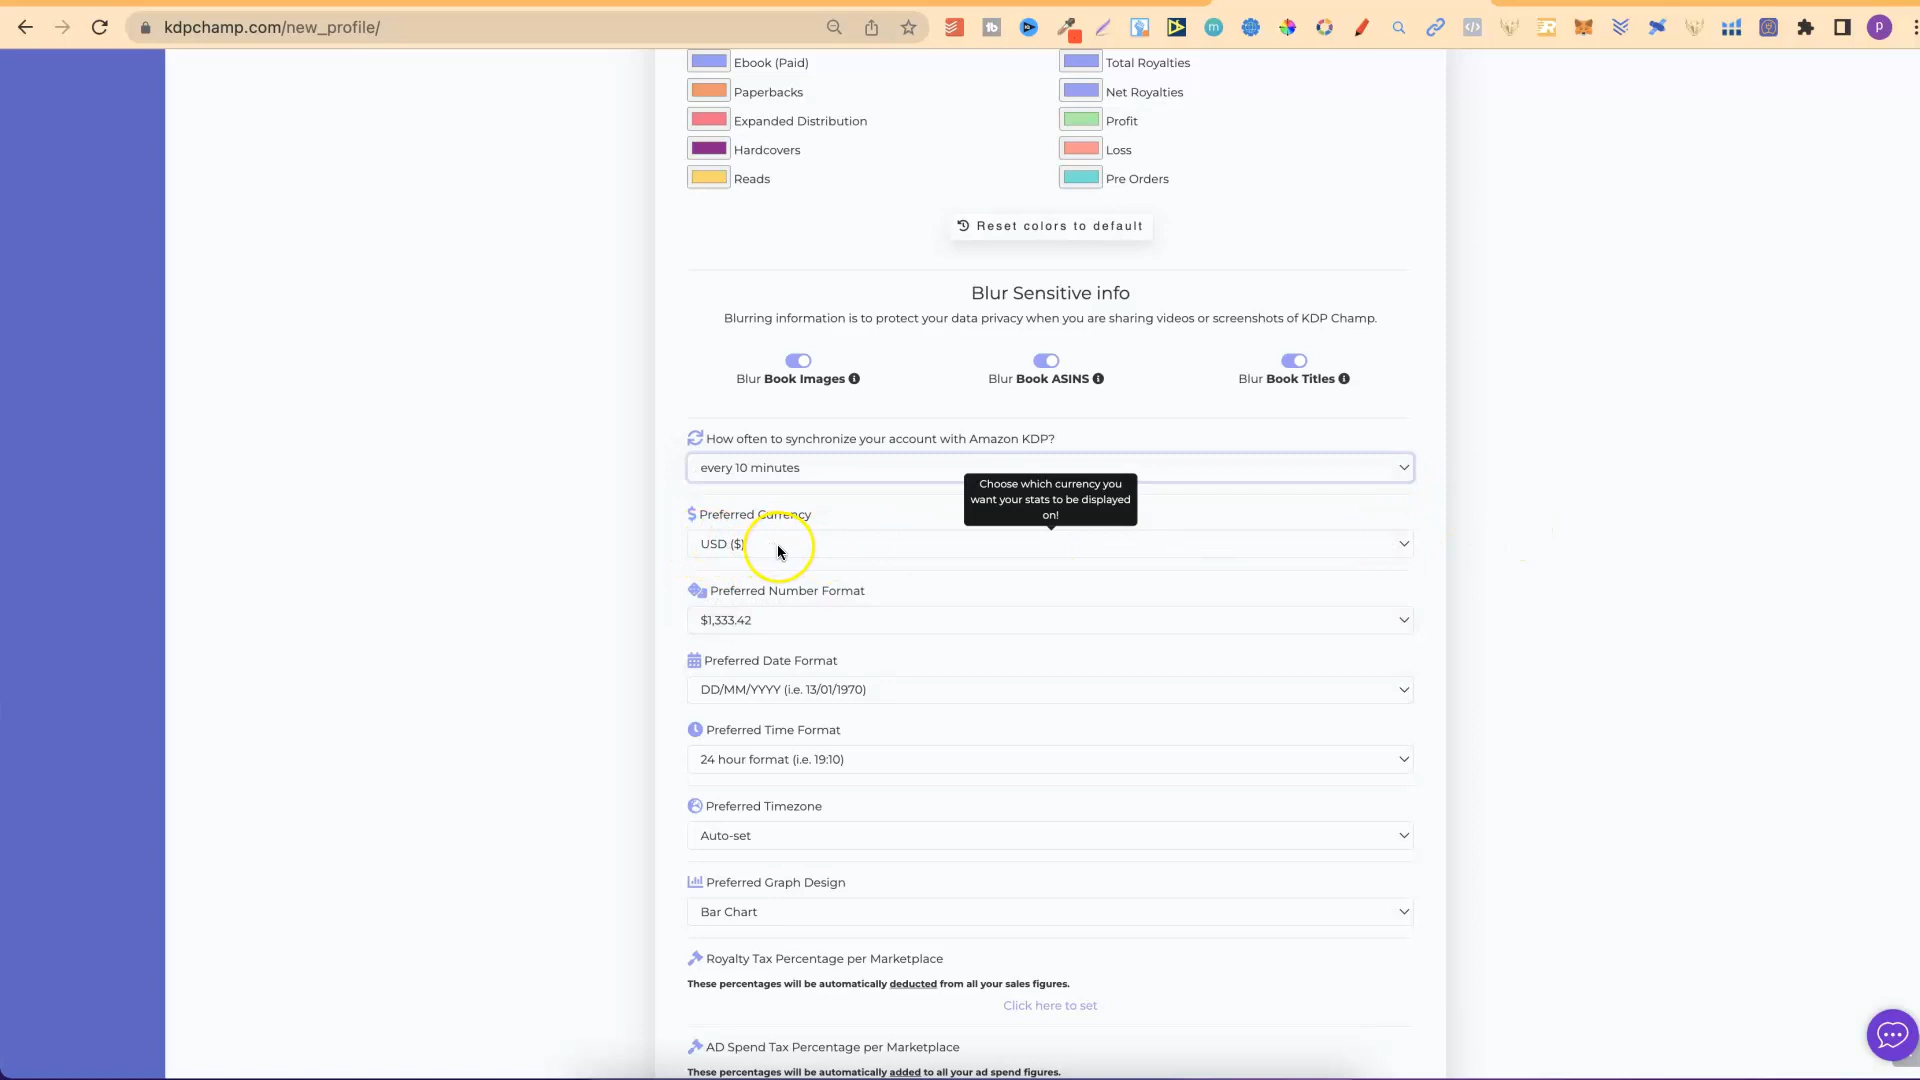 kdpchamp.com/new_profile/
Ebook (Paid)
Total Royalties
Paperbacks
Net Royalties
Expanded Distribution
Profit
Hardcovers
Loss
Reads
Pre Orders
Reset colors to default
Blur Sensitive info
Blurring information is to protect your data privacy when you are sharing videos or screenshots of KDP Champ.
Blur Book Images
Blur Book ASINS
Blur Book Titles
How often to synchronize your account with Amazon KDP?
every 10 minutes
Choose which currency you
want your stats to be displayed
on!
Preferred Currency
USD ($)
Preferred Number Format
$1,333.42
Preferred Date Format
DD/MM/YYYY (i.e. 13/01/1970)
Preferred Time Format
24 hour format (i.e. 19:10)
Preferred Timezone
Auto-set
Preferred Graph Design
Bar Chart
Royalty Tax Percentage per Marketplace
These percentages will be automatically deducted from all your sales figures.
Click here to set
AD Spend Tax Percentage per Marketplace
These percentages will be automatically added to all your ad spend figures.